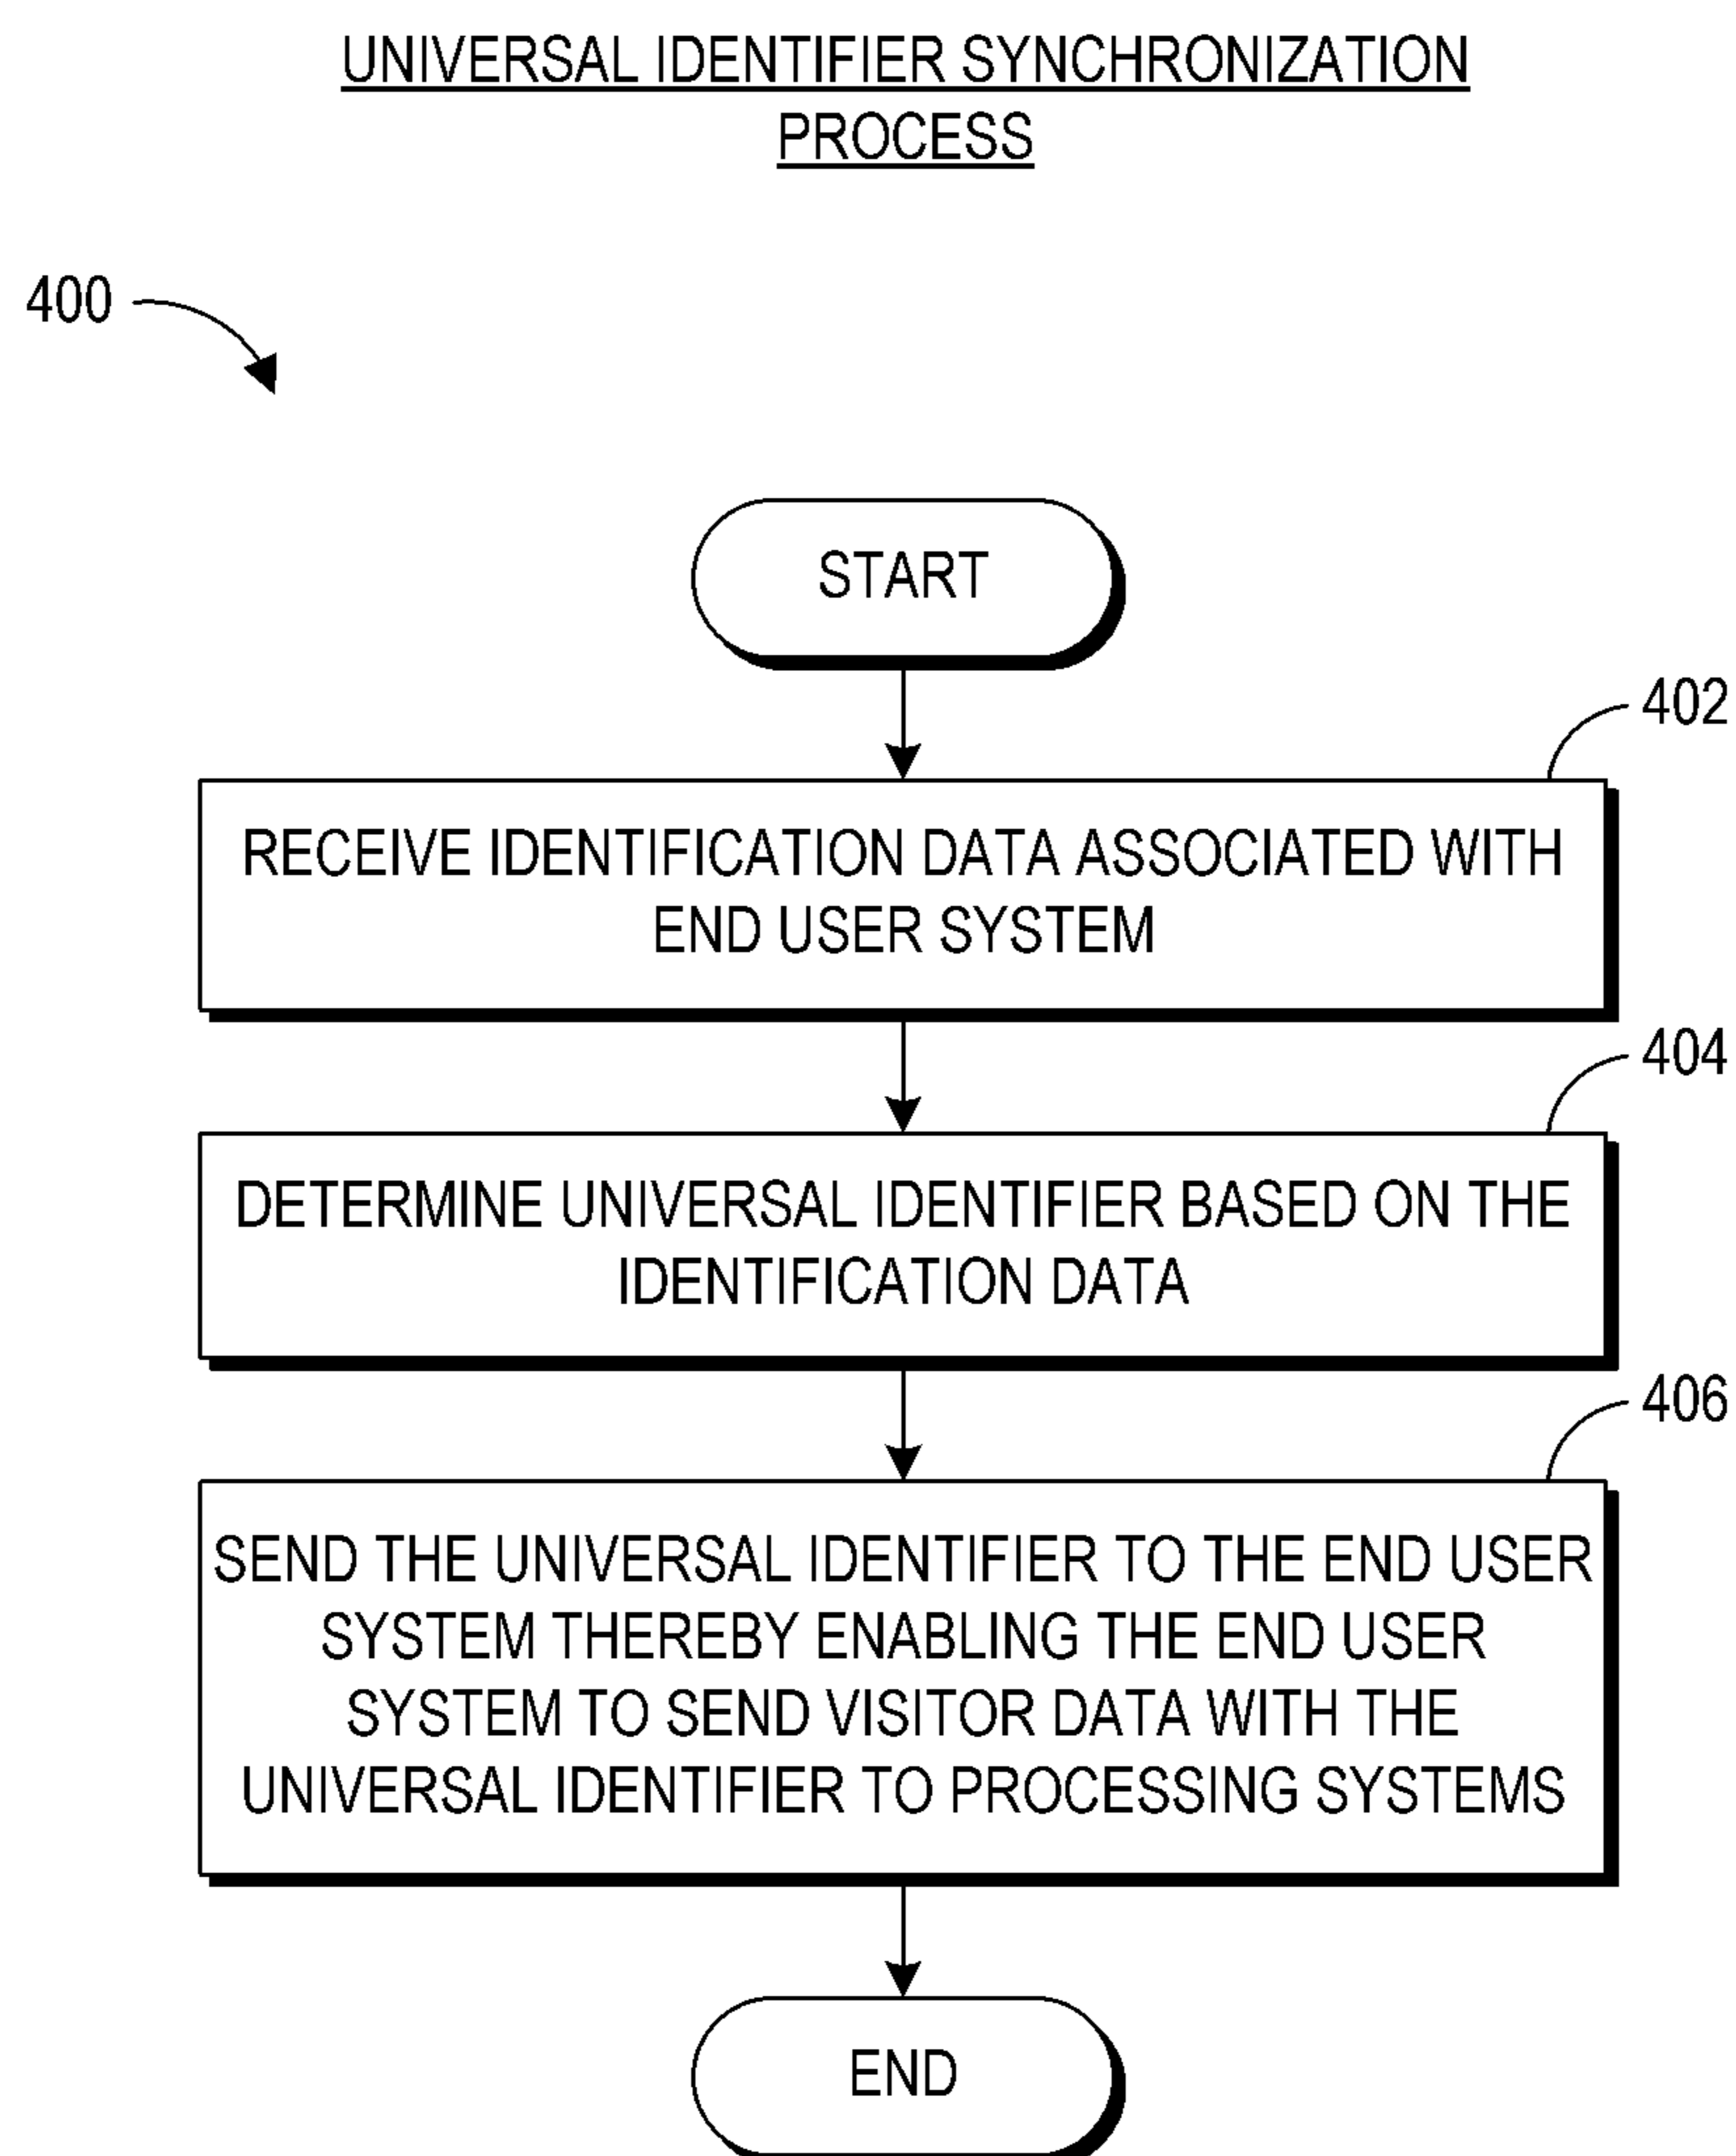 UNIVERSAL IDENTIFIER SYNCHRONIZATION
PROCESS
400
START
402
RECEIVE IDENTIFICATION DATA ASSOCIATED WITH
END USER SYSTEM
404
DETERMINE UNIVERSAL IDENTIFIER BASED ON THE
IDENTIFICATION DATA
406
SEND THE UNIVERSAL IDENTIFIER TO THE END USER
SYSTEM THEREBY ENABLING THE END USER
SYSTEM TO SEND VISITOR DATA WITH THE
UNIVERSAL IDENTIFIER TO PROCESSING SYSTEMS
END